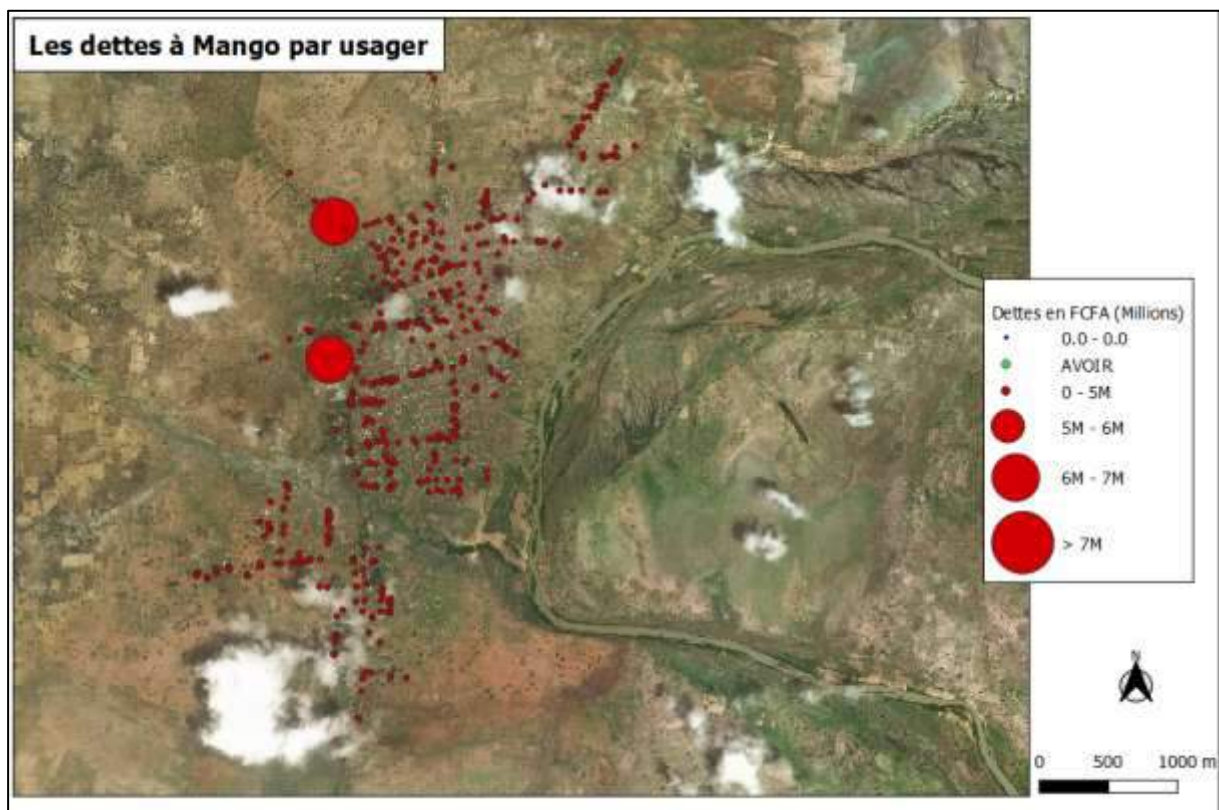 Les dettes à Mango par usager
Dettes en FCFA (Millions)
0.0 - 0.0
AVOIR
0 - 5M
5M - 6M
6M - 7M
> 7M
N
0 500 1000 m